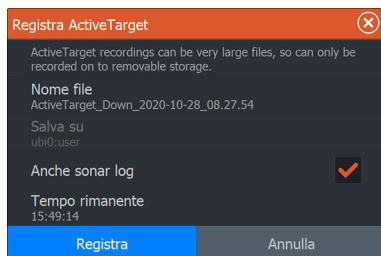 Registra ActiveTarget
ActiveTarget recordings can be very large files, so can only be
recorded on to removable storage.
Nome file
ActiveTarget_Down_2020-10-28_08.27.54
Salva su
ubi0:user
Anche sonar log
Tempo rimanente
15:49:14
Registra
Annulla